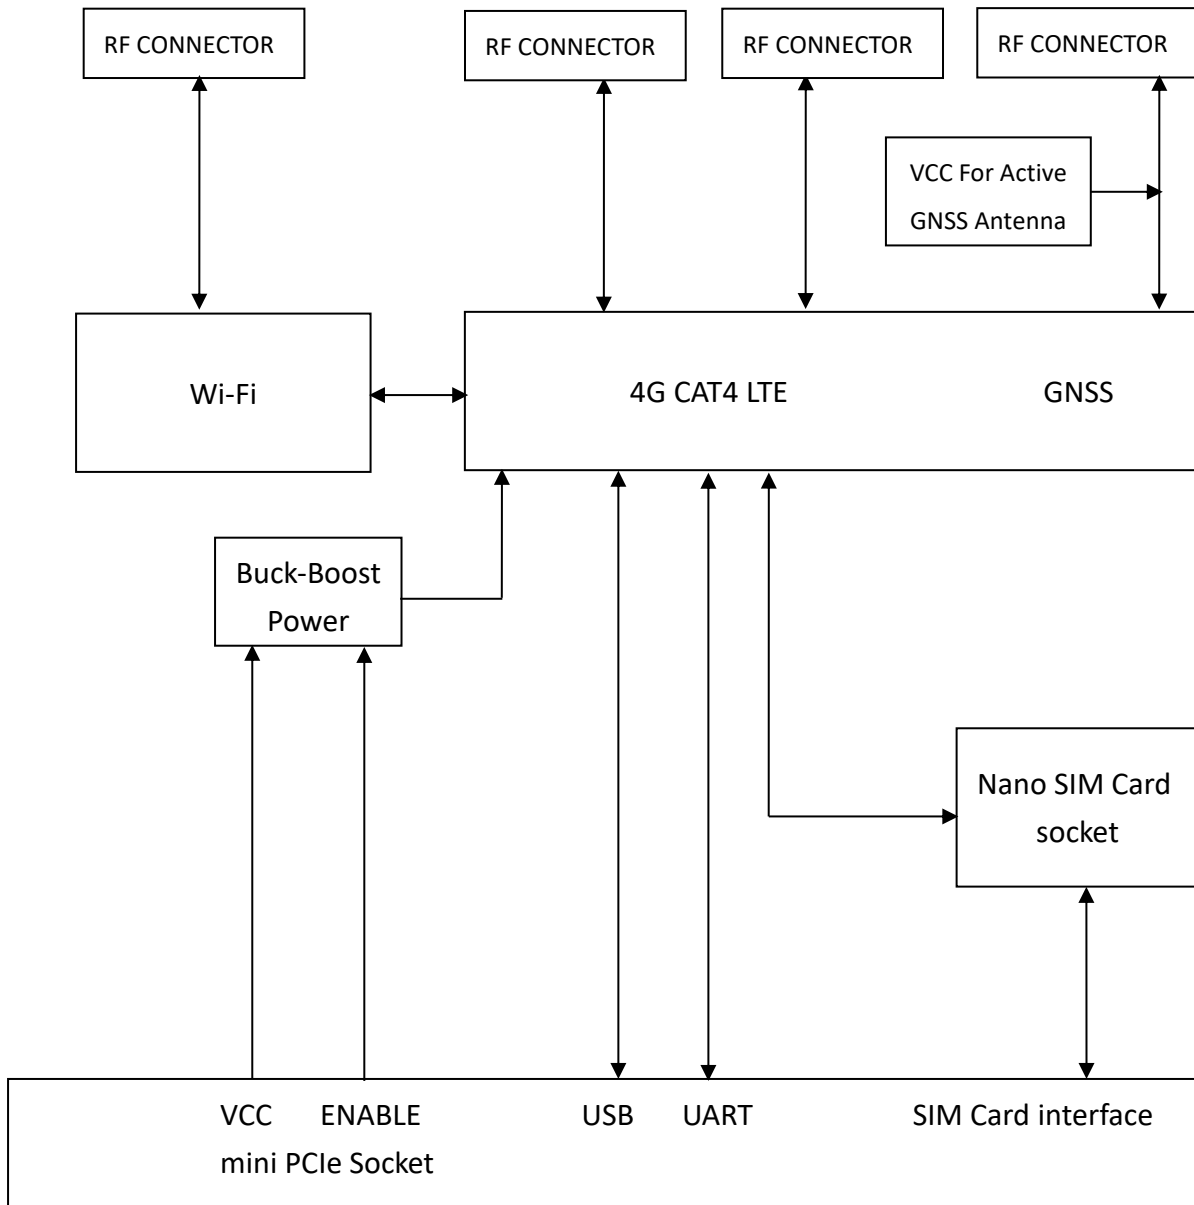 RF CONNECTOR
RF CONNECTOR
RF CONNECTOR
RF CONNECTOR
VCC For Active
GNSS Antenna
Wi-Fi
4G CAT4 LTE
GNSS
Buck-Boost
Power
Nano SIM Card
socket
VCC
ENABLE
USB
UART
SIM Card interface
mini PCIe Socket